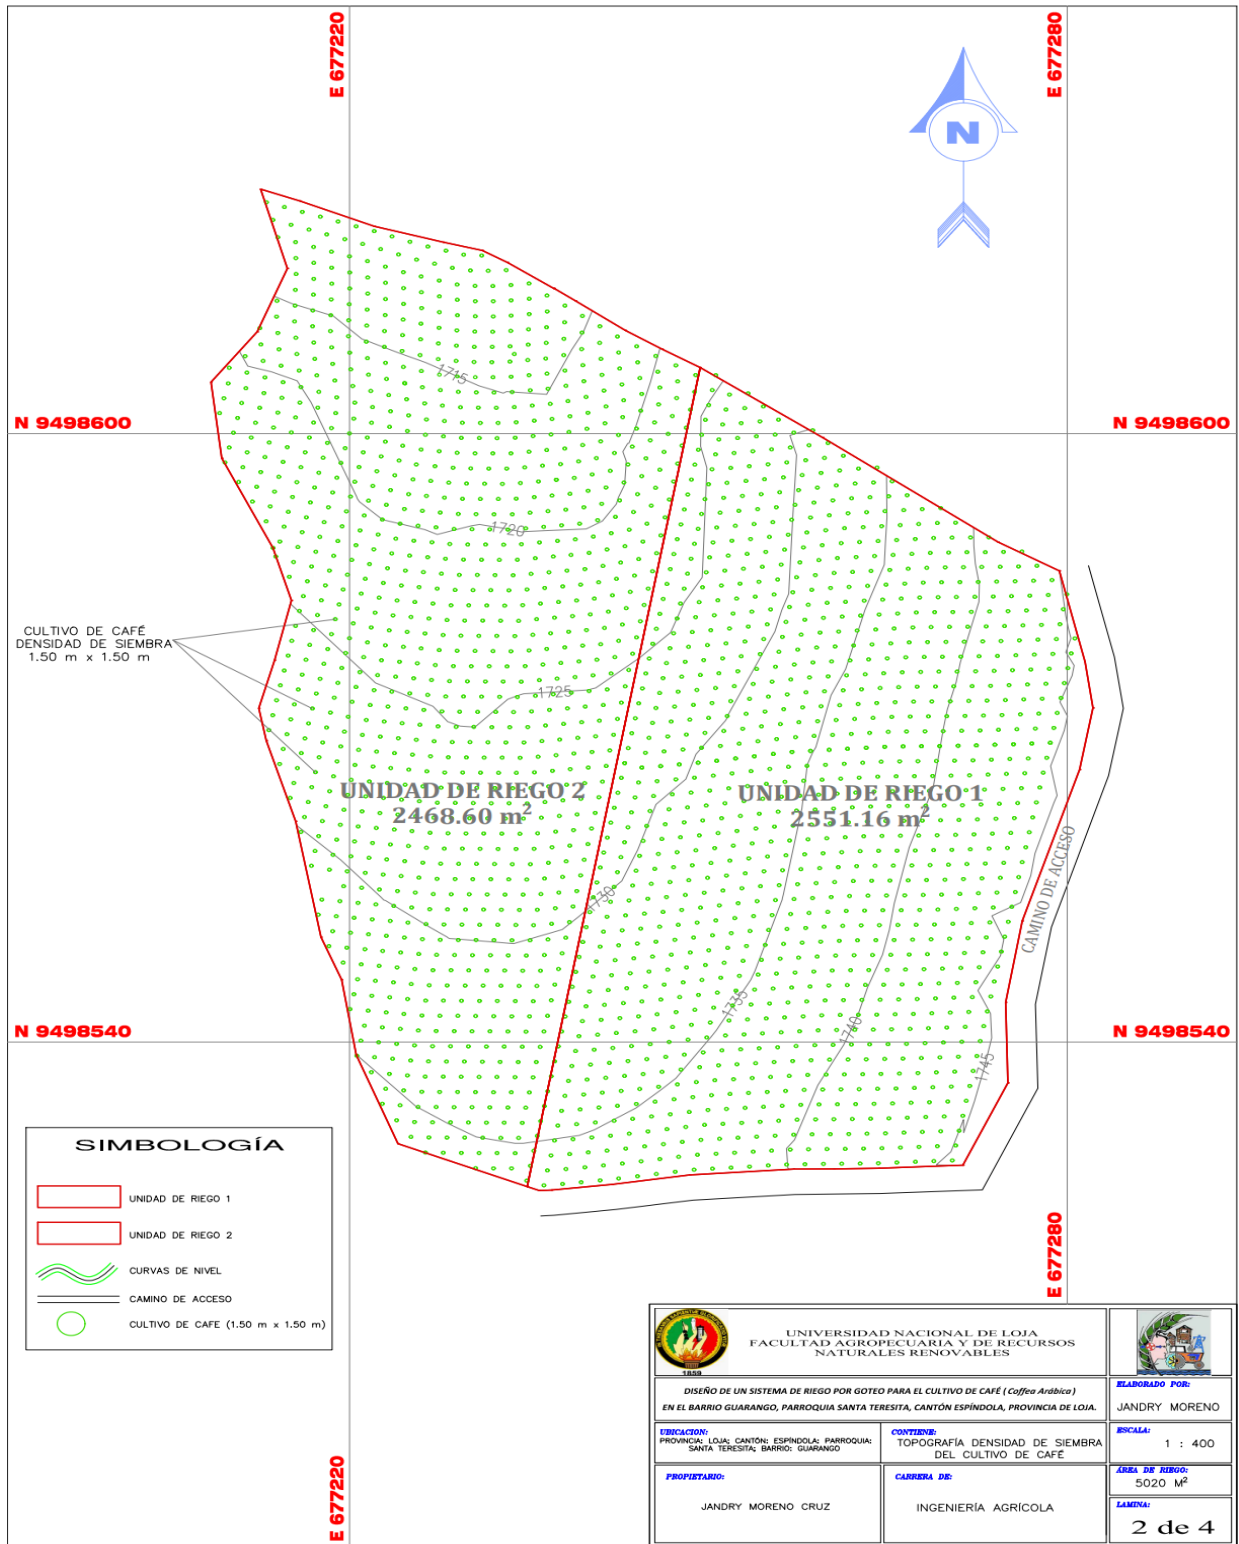 E 677220
E 677280
N
N 9498600
N 9498600
1715
1720
CULTIVO DE CAFÉ
DENSIDAD DE SIEMBRA
1.50 m x 1.50 m
1725
UNIDAD DE RIEGO 2
2468.60 m²
UNIDAD DE RIEGO 1
2551.16 m²
1730
CAMINO DE ACCESO
1735
1740
1745
N 9498540
N 9498540
SIMBOLOGÍA
UNIDAD DE RIEGO 1
UNIDAD DE RIEGO 2
CURVAS DE NIVEL
CAMINO DE ACCESO
CULTIVO DE CAFE (1.50 m x 1.50 m)
E 677280
E 677220
1859
UNIVERSIDAD NACIONAL DE LOJA
FACULTAD AGROPECUARIA Y DE RECURSOS
NATURALES RENOVABLES
DISEÑO DE UN SISTEMA DE RIEGO POR GOTEO PARA EL CULTIVO DE CAFÉ (Coffea Arábica)
EN EL BARRIO GUARANGO, PARROQUIA SANTA TERESITA, CANTÓN ESPÍNDOLA, PROVINCIA DE LOJA.
ELABORADO POR:
JANDRY MORENO
UBICACION:
PROVINCIA: LOJA; CANTÓN: ESPÍNDOLA; PARROQUIA:
SANTA TERESITA; BARRIO: GUARANGO
CONTIENE:
TOPOGRAFÍA DENSIDAD DE SIEMBRA
DEL CULTIVO DE CAFÉ
ESCALA:
1 : 400
PROPIETARIO:
JANDRY MORENO CRUZ
CARRERA DE:
INGENIERÍA AGRÍCOLA
ÁREA DE RIEGO:
5020 M²
LAMINA:
2 de 4